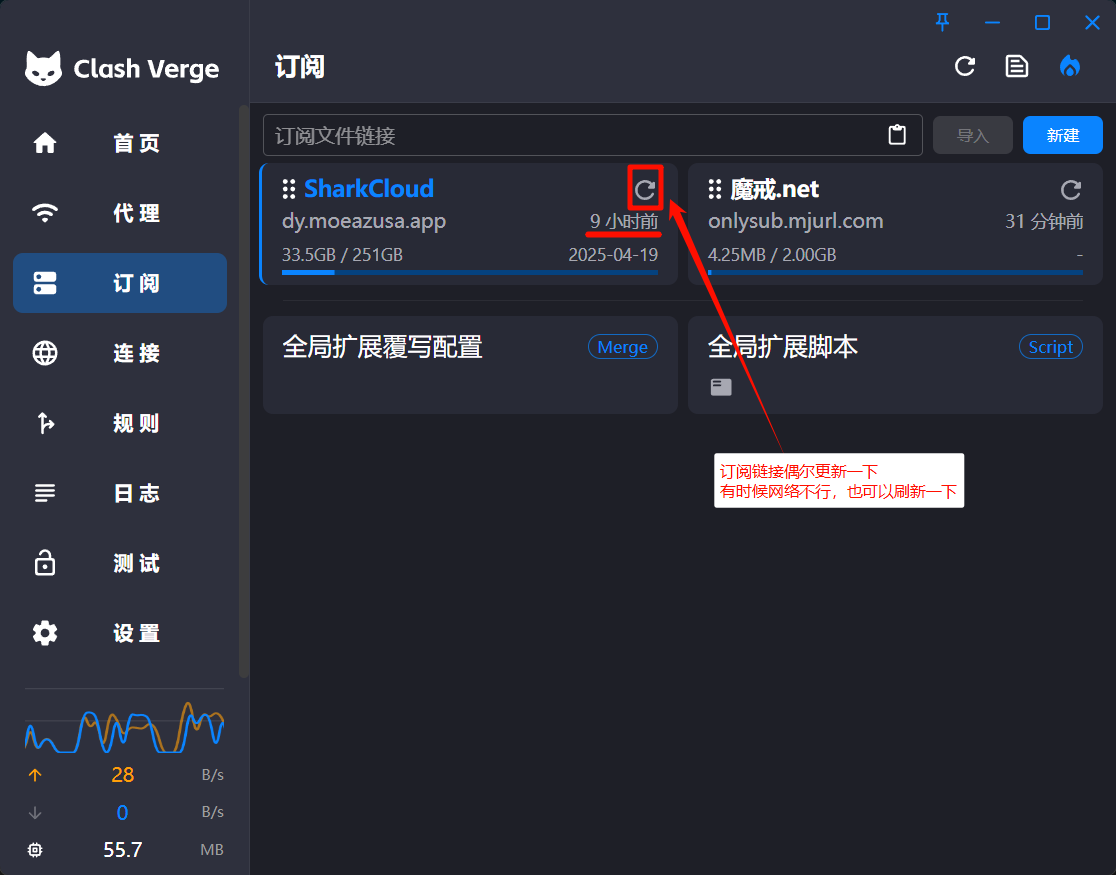 Clash Verge
订阅
首页
代理
订阅
连接
规则
日志
测试
设置
28 B/s
0 B/s
55.7 MB
订阅文件链接
导入
新建
SharkCloud
dy.moeazusa.app
9 小时前
33.5GB / 251GB
2025-04-19
魔戒.net
onlysub.mjurl.com
31 分钟前
4.25MB / 2.00GB
-
全局扩展覆写配置
Merge
全局扩展脚本
Script
订阅链接偶尔更新一下
有时候网络不行，也可以刷新一下